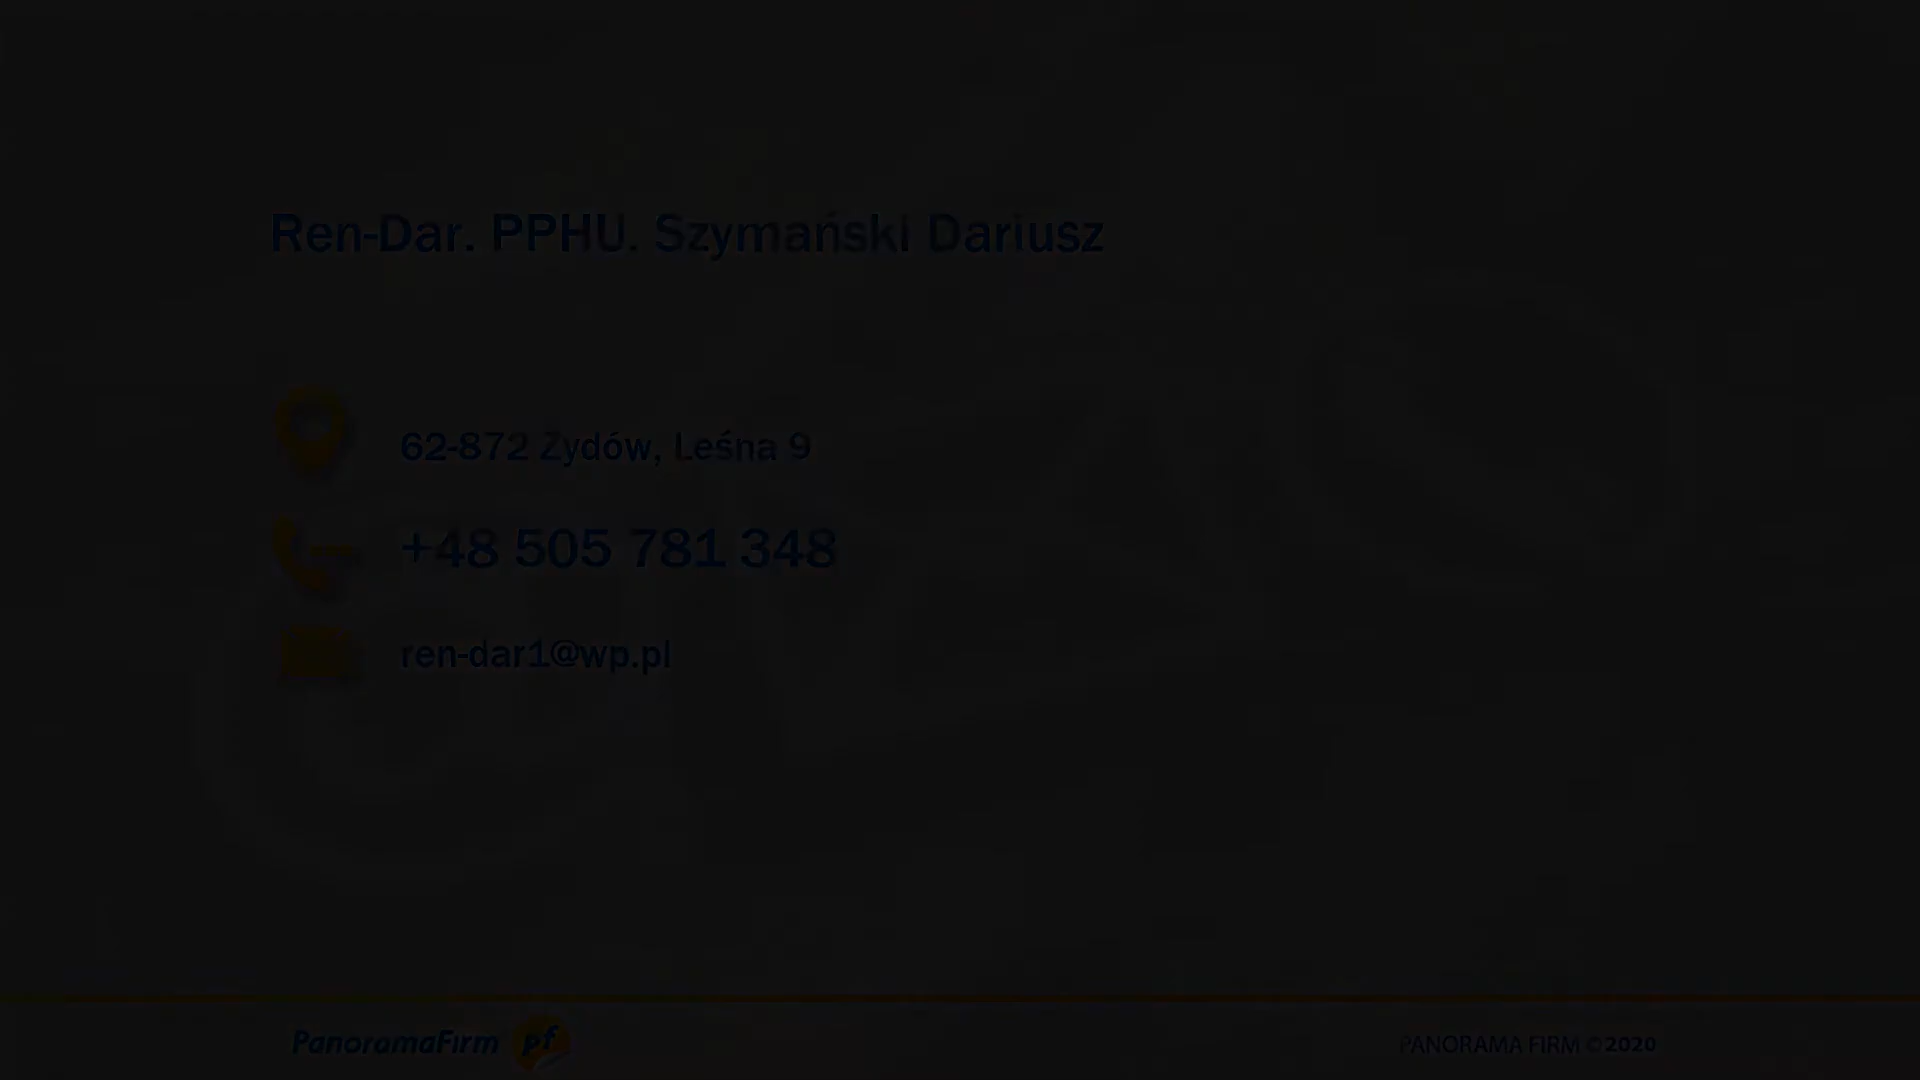 Ren-Dar. PPHU. Szymański Dariusz
62-872 Żydów, Leśna 9
+48 505 781 348
ren-dar1@wp.pl
PanoramaFirm pf
PANORAMA FIRM ©2020